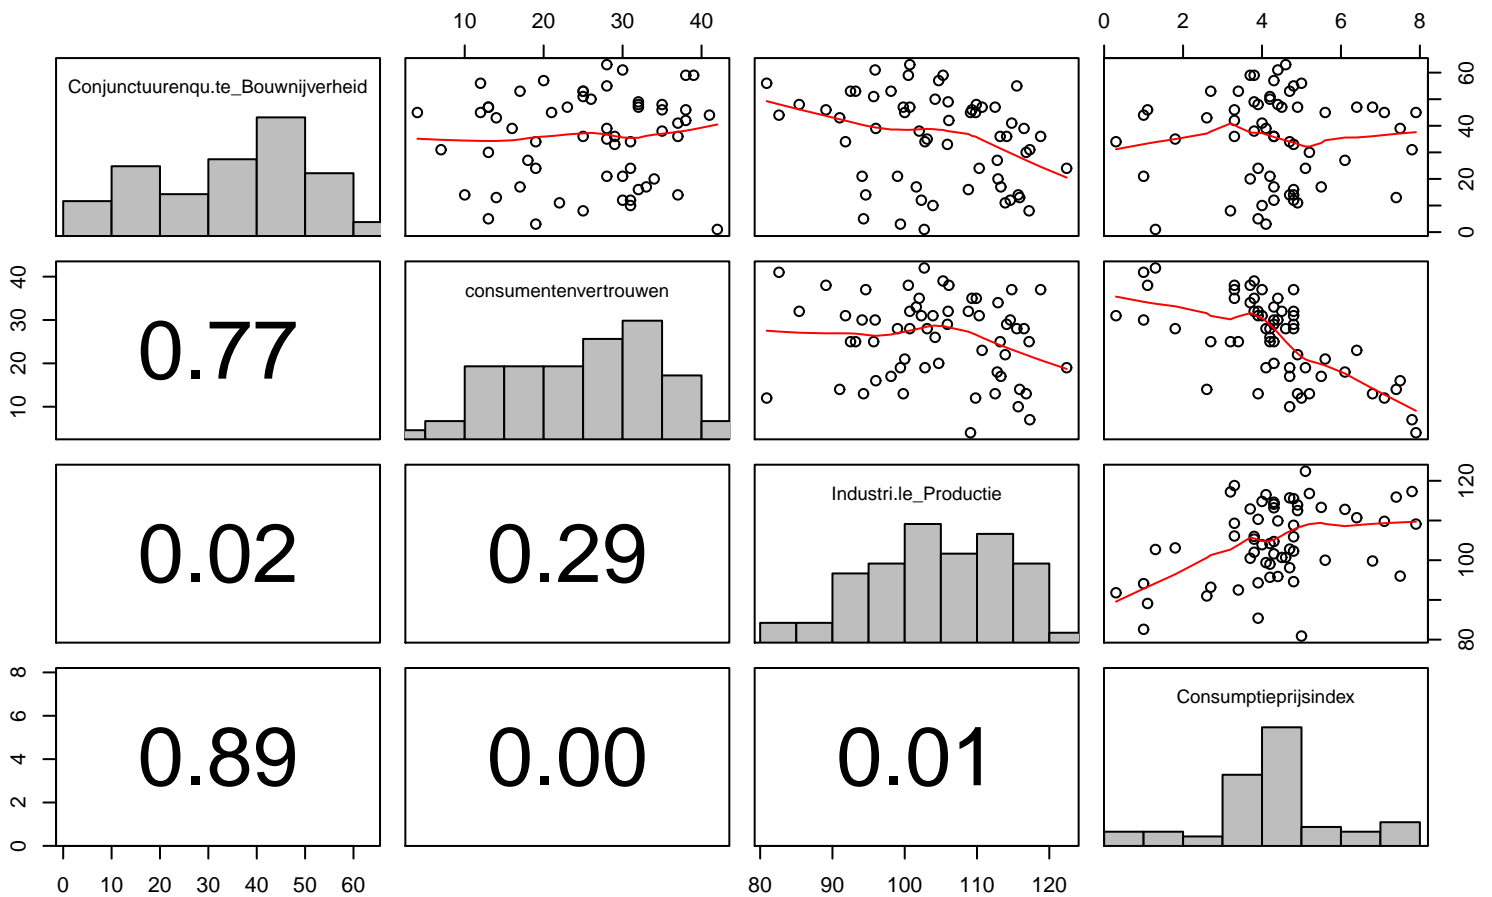 10 20 30 40 0 2 4 6 8
Conjunctuurenqu.te_Bouwnijverheid
0 20 40 60
consumentenvertrouwen
10 20 30 40
0.77
Industri.le_Productie
0.02 0.29
80 100 120
Consumptieprijsindex
0 2 4 6 8
0.89 0.00 0.01
0 10 20 30 40 50 60 80 90 100 110 120